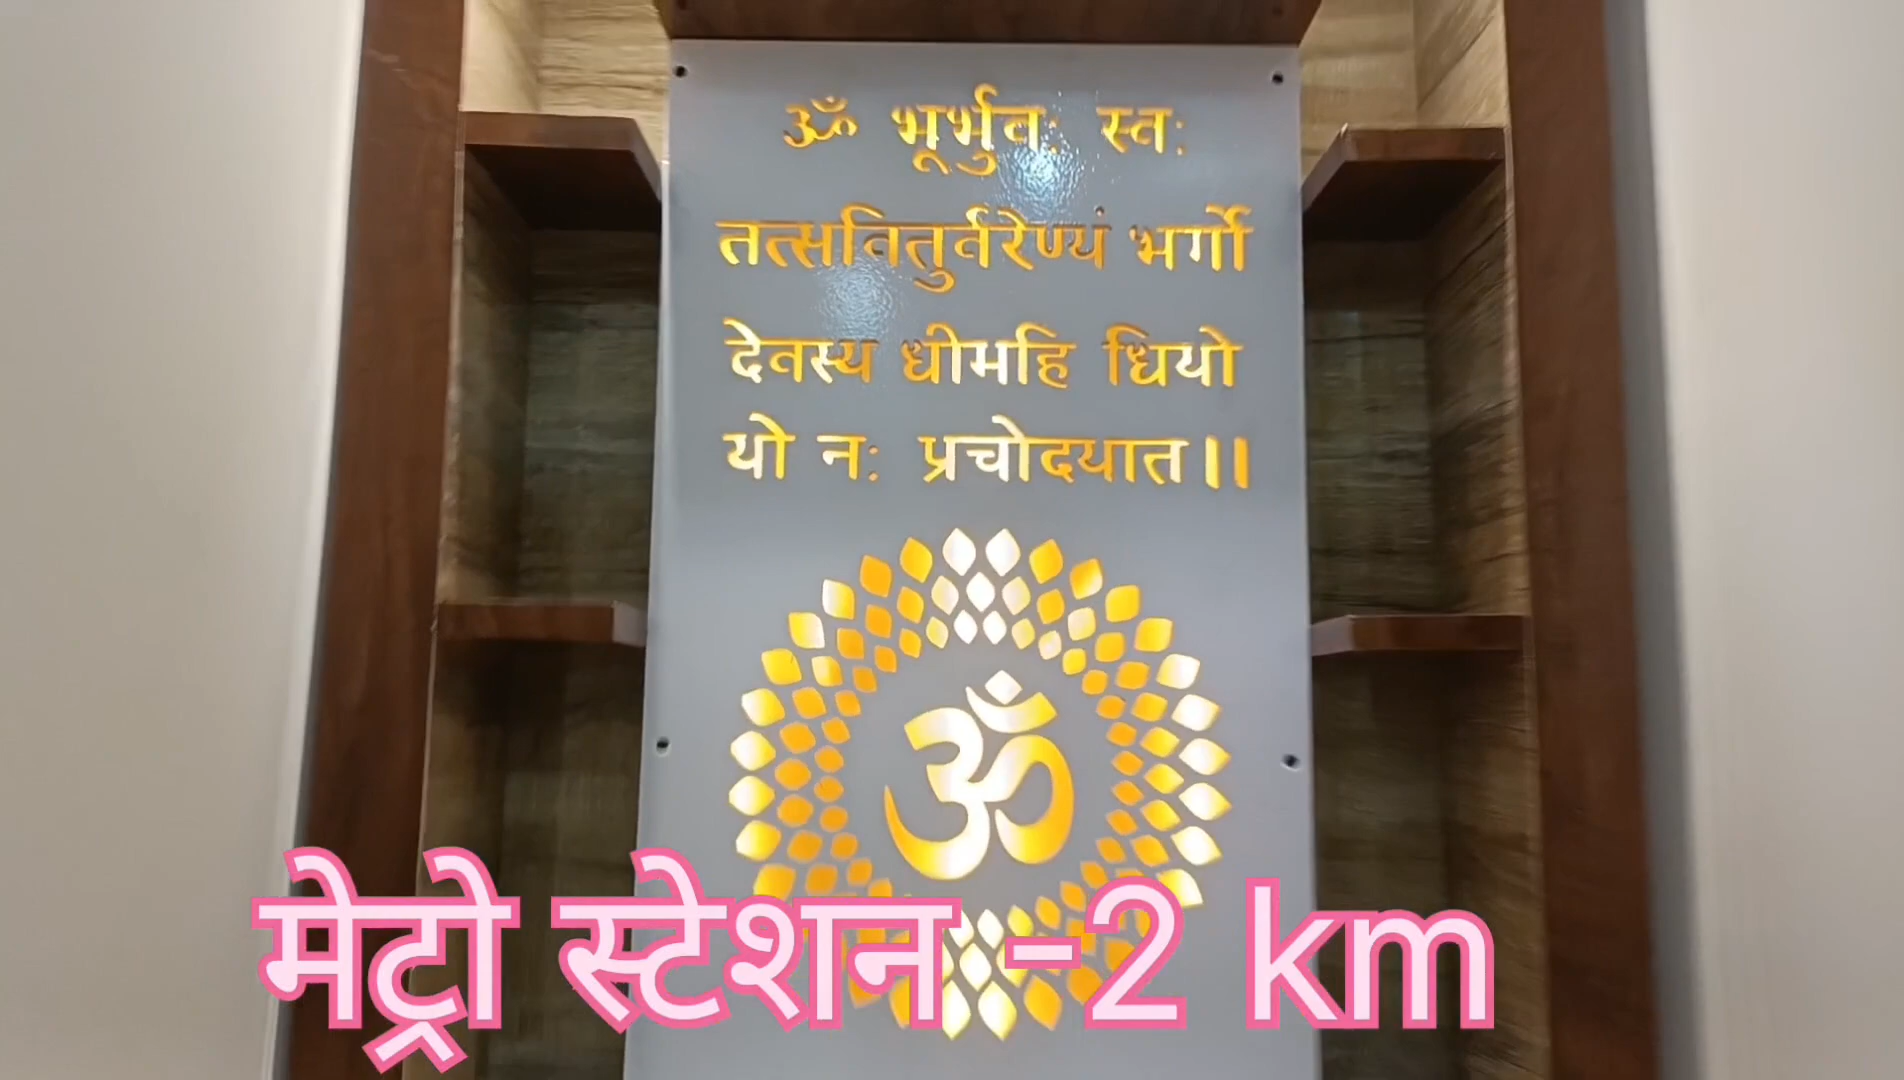 ॐ भूर्भुवः स्वः
तत्सवितुर्वरेण्यं भर्गो
देवस्य धीमहि धियो
यो नः प्रचोदयात॥
ॐ
मेट्रो स्टेशन -2 km